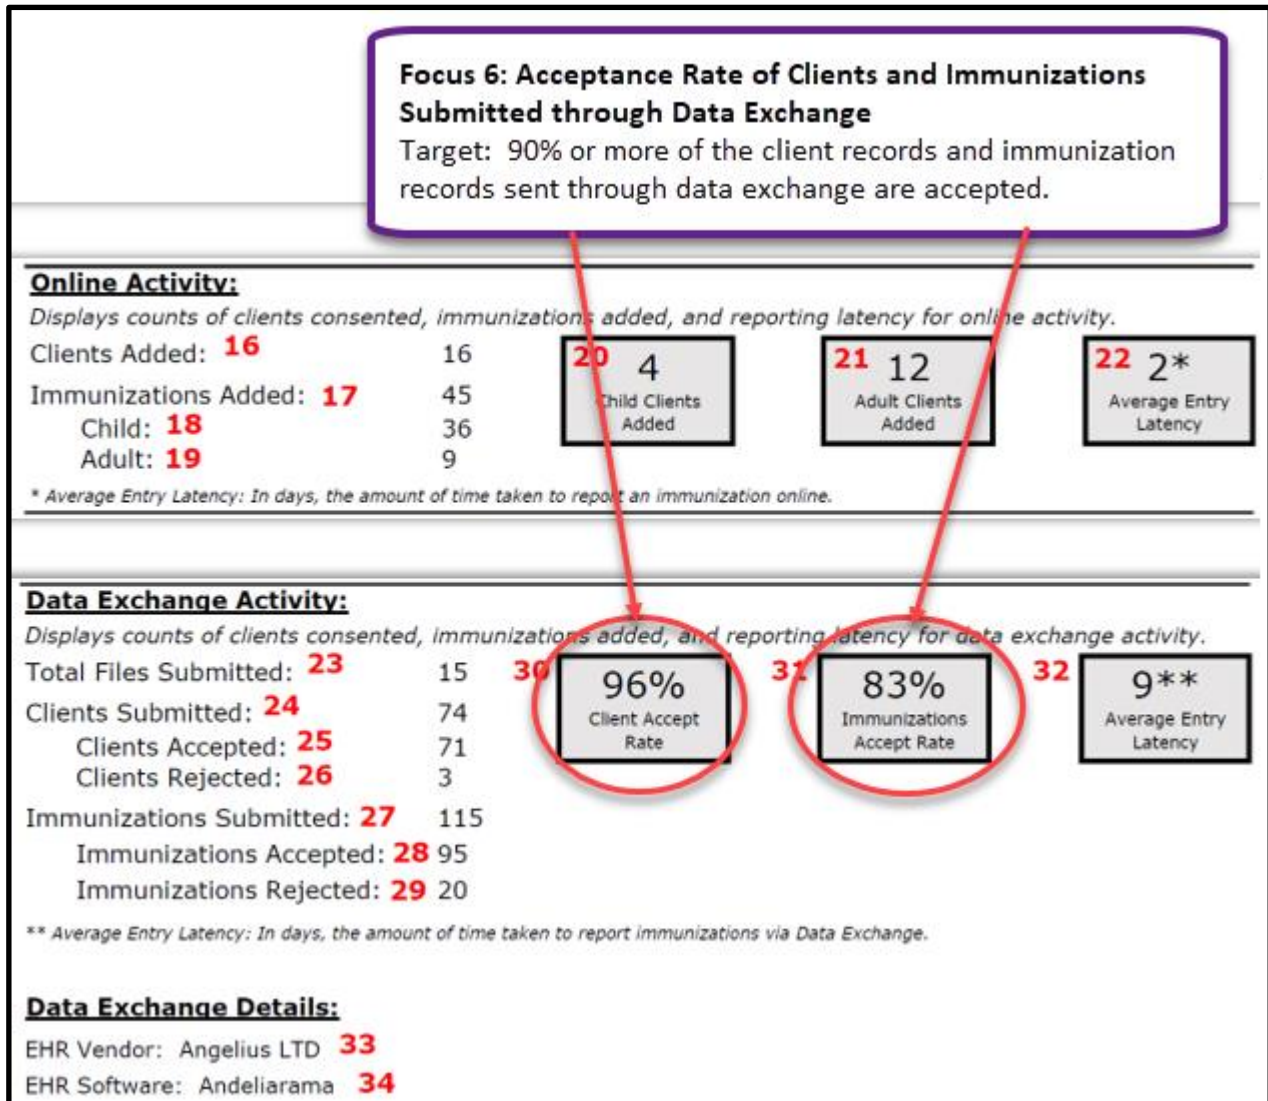 Focus 6: Acceptance Rate of Clients and Immunizations
Submitted through Data Exchange
Target: 90% or more of the client records and immunization
records sent through data exchange are accepted.
Online Activity:
Displays counts of clients consented, immunizations added, and reporting latency for online activity.
Clients Added: 16 16
Immunizations Added: 17 45
Child: 18 36
Adult: 19 9
20 4
Child Clients
Added
21 12
Adult Clients
Added
22 2*
Average Entry
Latency
* Average Entry Latency: In days, the amount of time taken to report an immunization online.
Data Exchange Activity:
Displays counts of clients consented, immunizations added, and reporting latency for data exchange activity.
Total Files Submitted: 23 15
Clients Submitted: 24 74
Clients Accepted: 25 71
Clients Rejected: 26 3
Immunizations Submitted: 27 115
Immunizations Accepted: 28 95
Immunizations Rejected: 29 20
30 96%
Client Accept
Rate
31 83%
Immunizations
Accept Rate
32 9**
Average Entry
Latency
** Average Entry Latency: In days, the amount of time taken to report immunizations via Data Exchange.
Data Exchange Details:
EHR Vendor: Angelius LTD 33
EHR Software: Andeliarama 34